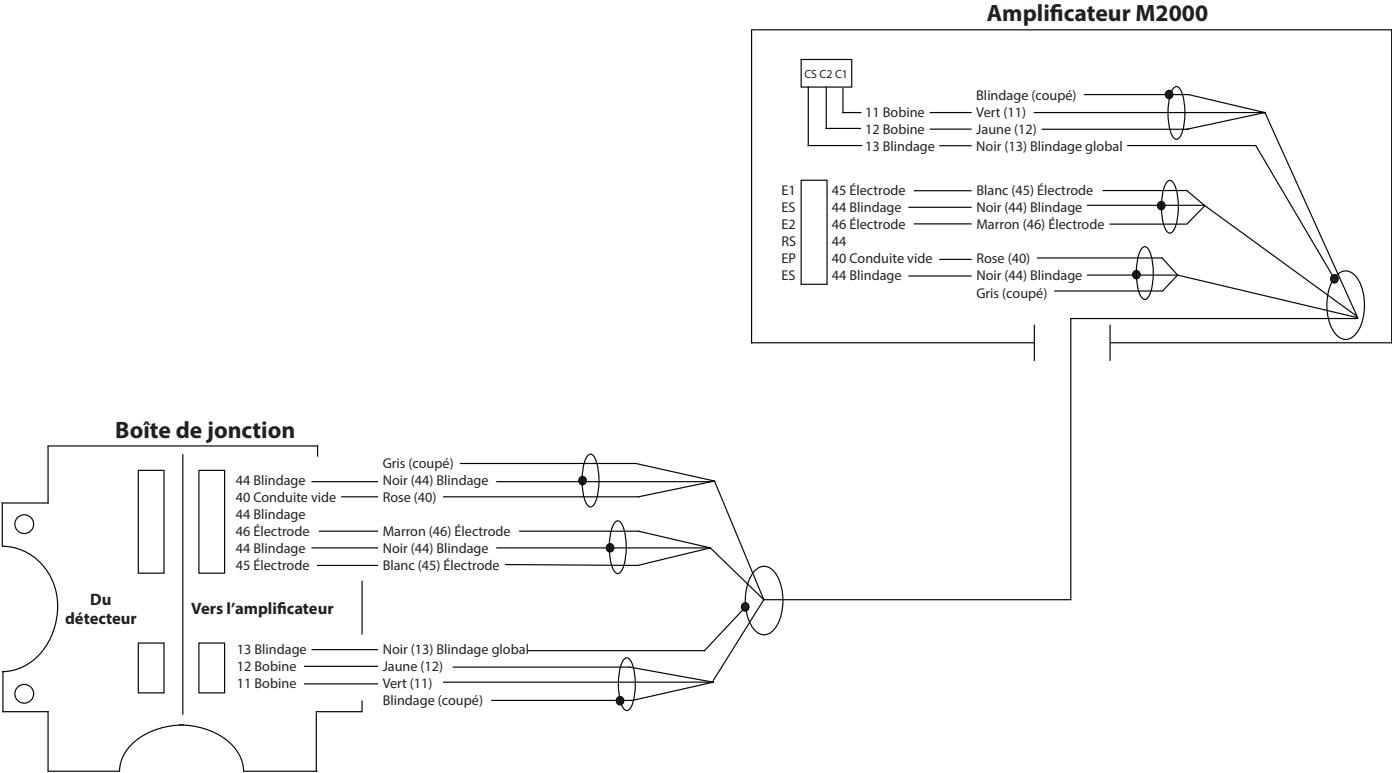 Amplificateur M2000
CS C2 C1
Blindage (coupé)
11 Bobine Vert (11)
12 Bobine Jaune (12)
13 Blindage Noir (13) Blindage global
E1 45 Électrode Blanc (45) Électrode
ES 44 Blindage Noir (44) Blindage
E2 46 Électrode Marron (46) Électrode
RS 44
EP 40 Conduite vide Rose (40)
ES 44 Blindage Noir (44) Blindage
Gris (coupé)
Boîte de jonction
Gris (coupé)
44 Blindage Noir (44) Blindage
40 Conduite vide Rose (40)
44 Blindage
46 Électrode Marron (46) Électrode
44 Blindage Noir (44) Blindage
45 Électrode Blanc (45) Électrode
Du
détecteur
Vers l'amplificateur
13 Blindage Noir (13) Blindage global
12 Bobine Jaune (12)
11 Bobine Vert (11)
Blindage (coupé)